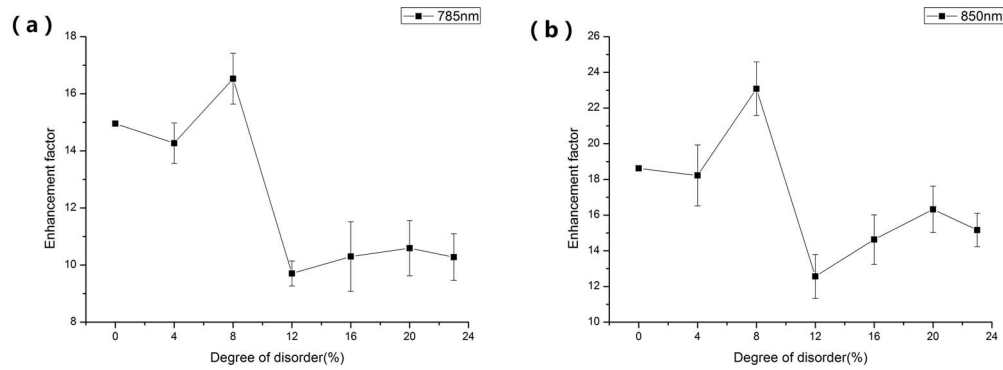 (a)
785nm
18
16
14
12
10
8
Enhancement factor
0 4 8 12 16 20 24
Degree of disorder(%)
(b)
850nm
26
24
22
20
18
16
14
12
10
Enhancement factor
0 4 8 12 16 20 24
Degree of disorder(%)